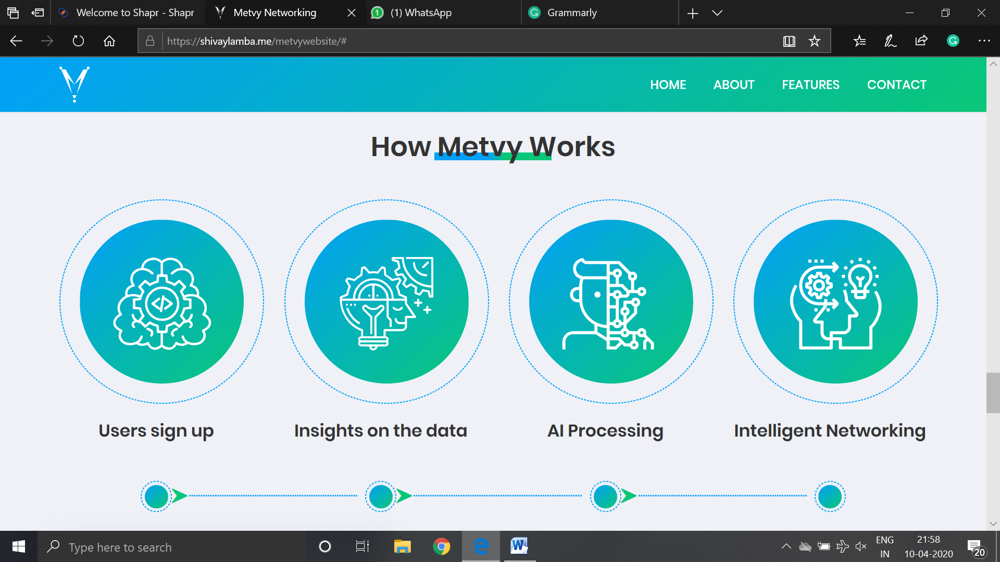 Welcome to Shapr - Shapr
Metvy Networking
(1) WhatsApp
Grammarly
https://shivaylamba.me/metvywebsite/#
HOME ABOUT FEATURES CONTACT
How Metvy Works
Users sign up
Insights on the data
AI Processing
Intelligent Networking
Type here to search
ENG
IN
21:58
10-04-2020
20